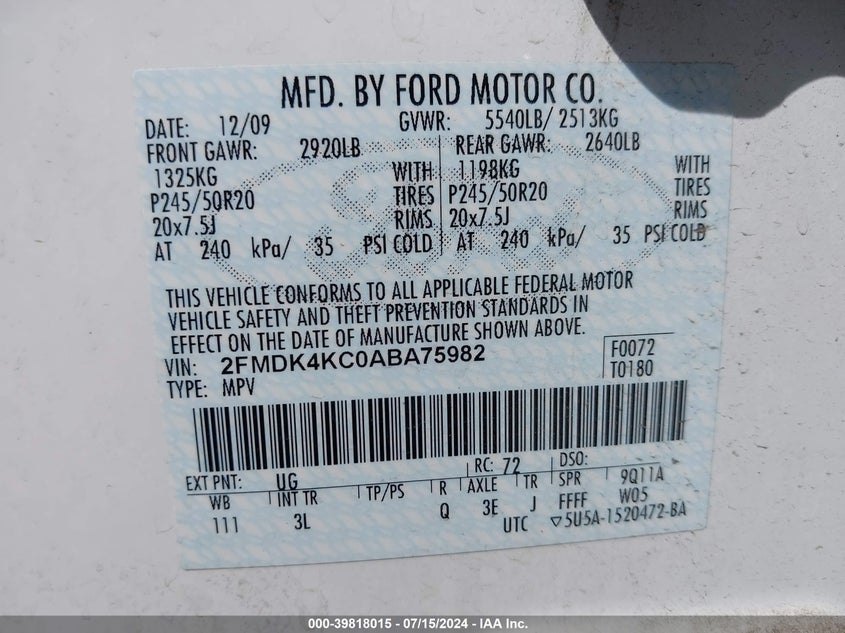 MFD. BY FORD MOTOR CO.
DATE: 12/09 GVWR: 5540LB/ 2513KG
FRONT GAWR: 2920LB REAR GAWR: 2640LB
1325KG WITH 1198KG WITH
P245/50R20 TIRES P245/50R20 TIRES
20x7.5J RIMS 20x7.5J RIMS
AT 240 kPa/ 35 PSI COLD AT 240 kPa/ 35 PSI COLD
THIS VEHICLE CONFORMS TO ALL APPLICABLE FEDERAL MOTOR
VEHICLE SAFETY AND THEFT PREVENTION STANDARDS IN
EFFECT ON THE DATE OF MANUFACTURE SHOWN ABOVE.
VIN: 2FMDK4KC0ABA75982 F0072
TYPE: MPV T0180
EXT PNT: UG RC: 72 DSO:
WB INT TR TP/PS R AXLE TR SPR 9Q11A
111 3L Q 3E J FFFF W05
UTC ▽5U5A-1520472-BA
000-39818015 - 07/15/2024 - IAA Inc.